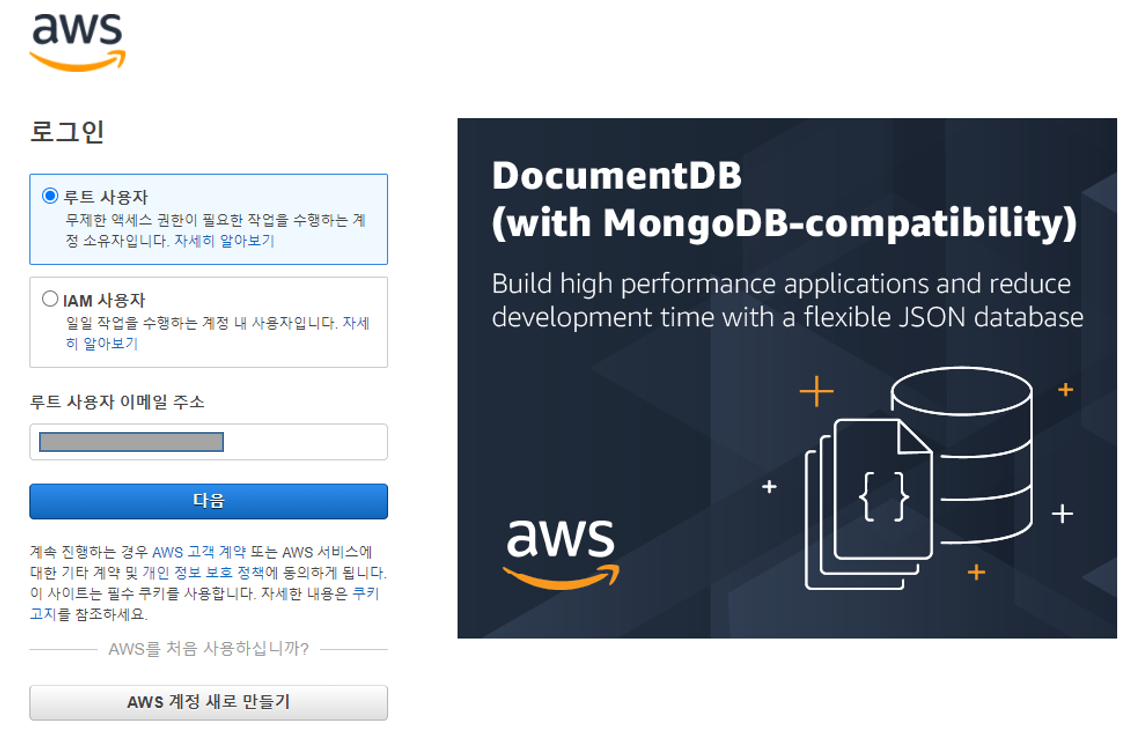 aws
로그인
루트 사용자
무제한 액세스 권한이 필요한 작업을 수행하는 계
정 소유자입니다. 자세히 알아보기
IAM 사용자
일일 작업을 수행하는 계정 내 사용자입니다. 자세
히 알아보기
루트 사용자 이메일 주소
다음
계속 진행하는 경우 AWS 고객 계약 또는 AWS 서비스에
대한 기타 계약 및 개인 정보 보호 정책에 동의하게 됩니다.
이 사이트는 필수 쿠키를 사용합니다. 자세한 내용은 쿠키
고지를 참조하세요.
AWS를 처음 사용하십니까?
AWS 계정 새로 만들기
DocumentDB
(with MongoDB-compatibility)
Build high performance applications and reduce
development time with a flexible JSON database
{ }
aws